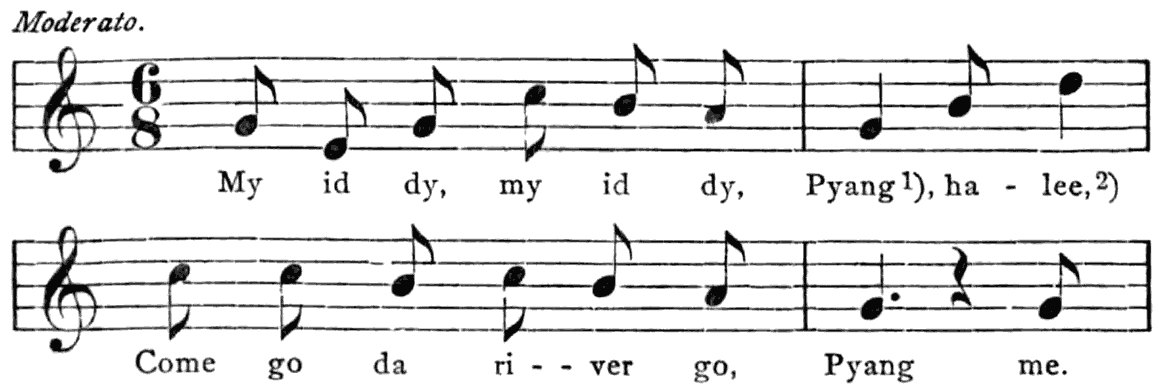 Moderato.
6
8
My id dy, my id dy, Pyang 1), ha - lee, 2)
Come go da ri - - ver go, Pyang me.